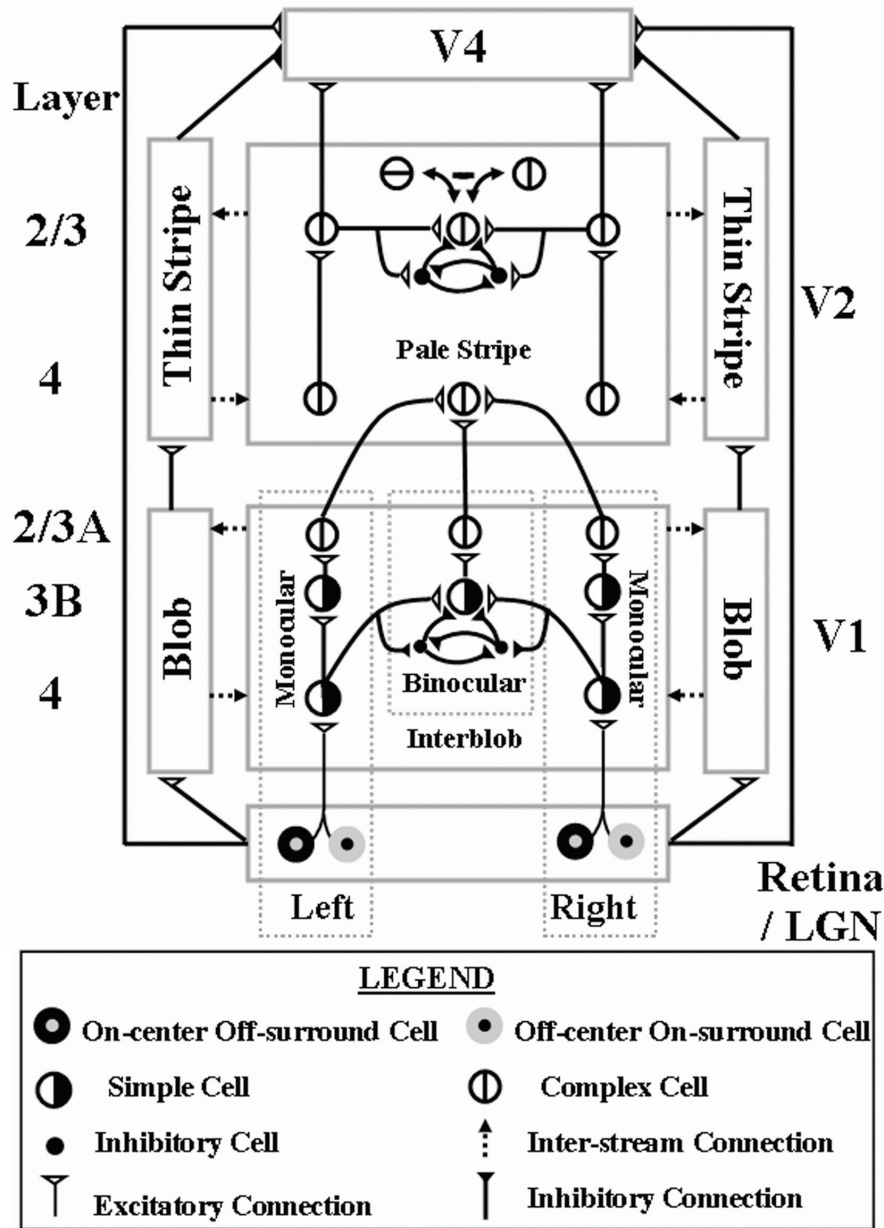 V4
Layer
Thin Stripe
Thin Stripe
2/3
V2
Pale Stripe
4
2/3A
3B
Blob
Monocular
Monocular
Blob
V1
4
Binocular
Interblob
Left
Right
Retina
/ LGN
LEGEND
On-center Off-surround Cell
Off-center On-surround Cell
Simple Cell
Complex Cell
Inhibitory Cell
Inter-stream Connection
Excitatory Connection
Inhibitory Connection